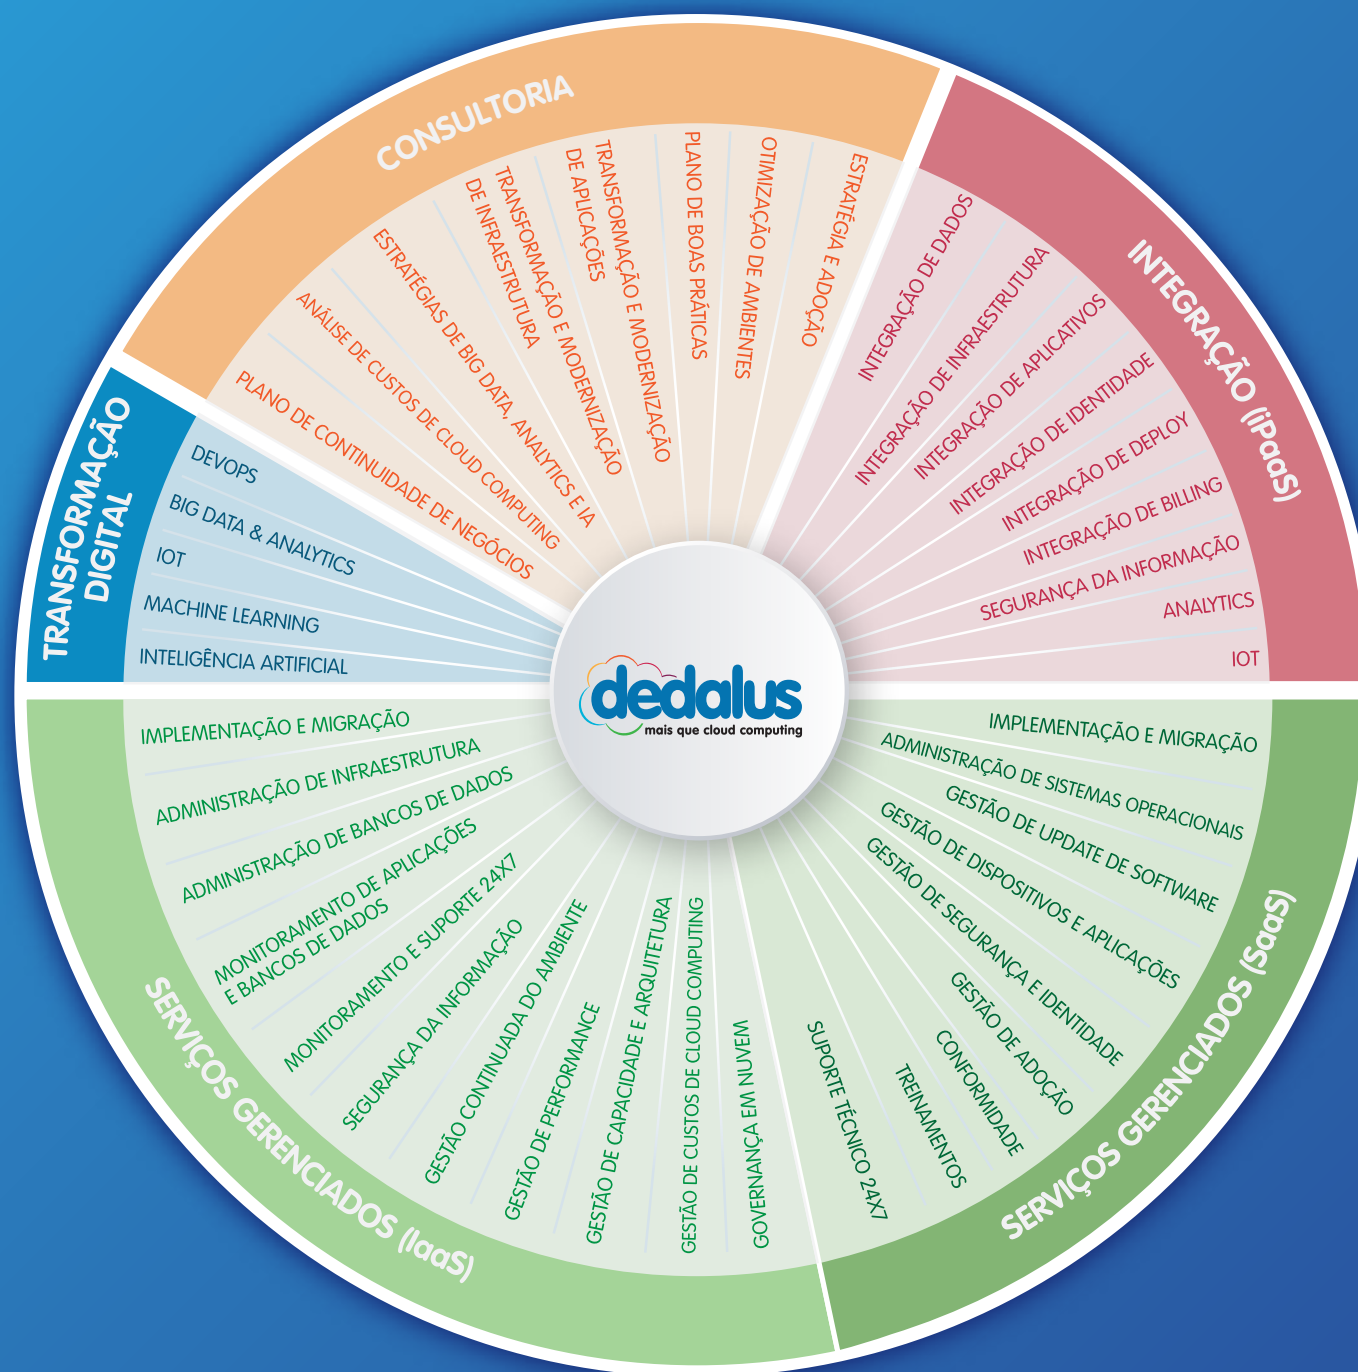 CONSULTORIA
PLANO DE CONTINUIDADE DE NEGÓCIOS
ANÁLISE DE CUSTOS DE CLOUD COMPUTING
ESTRATÉGIAS DE BIG DATA, ANALYTICS E IA
TRANSFORMAÇÃO E MODERNIZAÇÃO
DE INFRAESTRUTURA
TRANSFORMAÇÃO E MODERNIZAÇÃO
DE APLICAÇÕES
PLANO DE BOAS PRÁTICAS
OTIMIZAÇÃO DE AMBIENTES
ESTRATÉGIA E ADOÇÃO
INTEGRAÇÃO (iPaaS)
INTEGRAÇÃO DE DADOS
INTEGRAÇÃO DE INFRAESTRUTURA
INTEGRAÇÃO DE APLICATIVOS
INTEGRAÇÃO DE IDENTIDADE
INTEGRAÇÃO DE DEPLOY
INTEGRAÇÃO DE BILLING
SEGURANÇA DA INFORMAÇÃO
ANALYTICS
IOT
SERVIÇOS GERENCIADOS (SaaS)
IMPLEMENTAÇÃO E MIGRAÇÃO
ADMINISTRAÇÃO DE SISTEMAS OPERACIONAIS
GESTÃO DE UPDATE DE SOFTWARE
GESTÃO DE DISPOSITIVOS E APLICAÇÕES
GESTÃO DE SEGURANÇA E IDENTIDADE
GESTÃO DE ADOÇÃO
CONFORMIDADE
TREINAMENTOS
SUPORTE TÉCNICO 24X7
SERVIÇOS GERENCIADOS (IaaS)
IMPLEMENTAÇÃO E MIGRAÇÃO
ADMINISTRAÇÃO DE INFRAESTRUTURA
ADMINISTRAÇÃO DE BANCOS DE DADOS
MONITORAMENTO DE APLICAÇÕES
E BANCOS DE DADOS
MONITORAMENTO E SUPORTE 24X7
SEGURANÇA DA INFORMAÇÃO
GESTÃO CONTINUADA DO AMBIENTE
GESTÃO DE PERFORMANCE
GESTÃO DE CAPACIDADE E ARQUITETURA
GESTÃO DE CUSTOS DE CLOUD COMPUTING
GOVERNANÇA EM NUVEM
TRANSFORMAÇÃO
DIGITAL
DEVOPS
BIG DATA & ANALYTICS
IOT
MACHINE LEARNING
INTELIGÊNCIA ARTIFICIAL
dedalus
mais que cloud computing